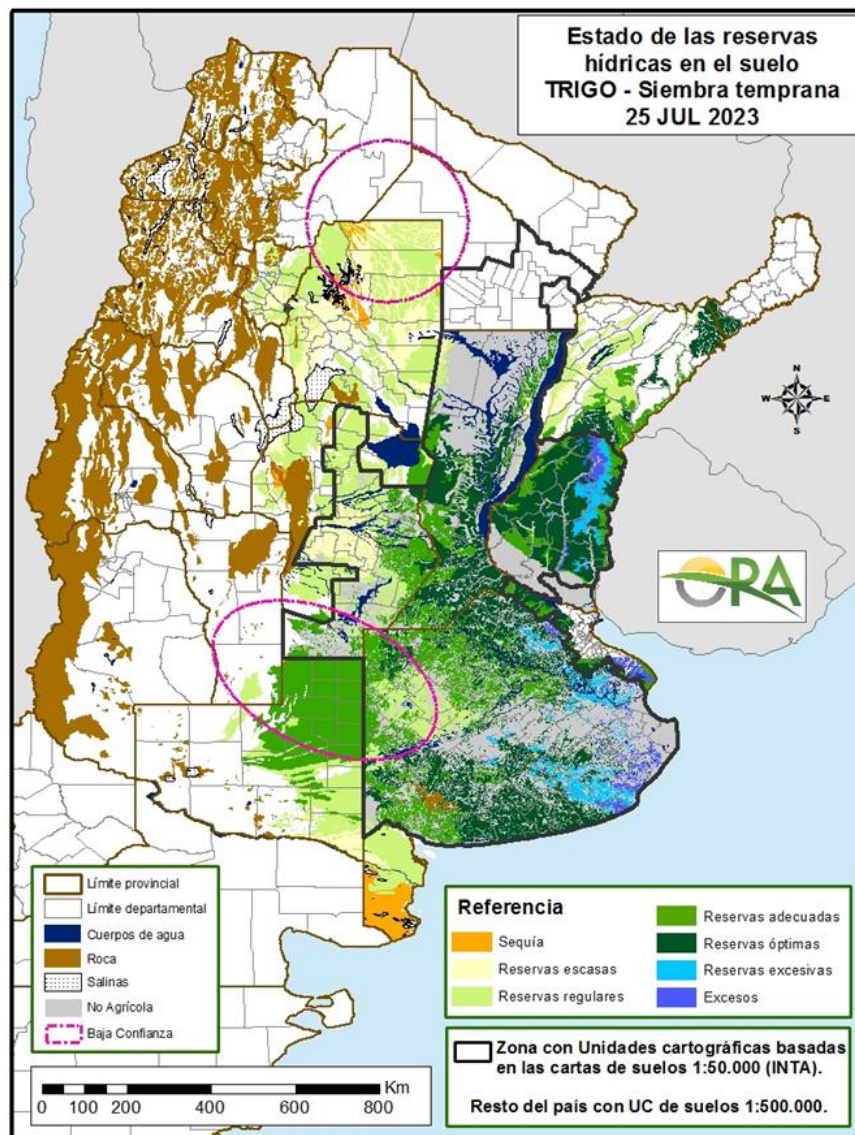 Estado de las reservas
hídricas en el suelo
TRIGO - Siembra temprana
25 JUL 2023
N
W
E
S
ORA
Límite provincial
Límite departamental
Cuerpos de agua
Roca
Salinas
No Agrícola
Baja Confianza
Referencia
Sequía
Reservas escasas
Reservas regulares
Reservas adecuadas
Reservas óptimas
Reservas excesivas
Excesos
Km
0 100 200 400 600 800
Zona con Unidades cartográficas basadas
en las cartas de suelos 1:50.000 (INTA).
Resto del país con UC de suelos 1:500.000.